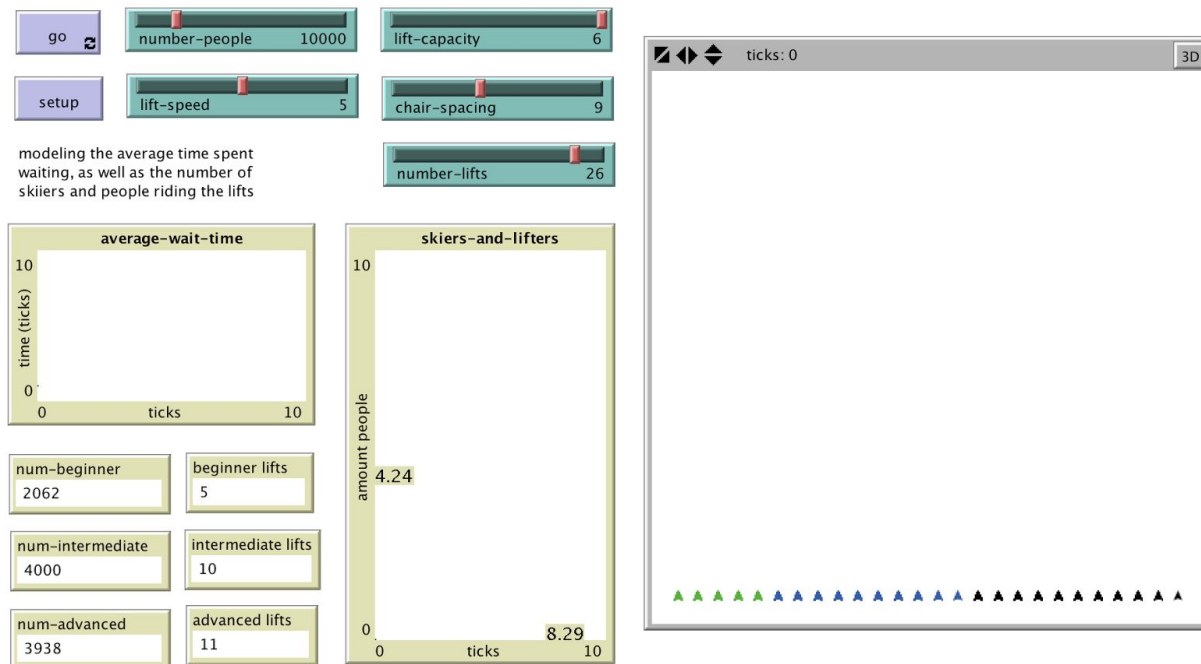 go
number-people 10000
lift-capacity 6
setup
lift-speed 5
chair-spacing 9
modeling the average time spent
waiting, as well as the number of
skiiers and people riding the lifts
number-lifts 26
average-wait-time
10
time (ticks)
0
0 ticks 10
skiers-and-lifters
10
amount people
4.24
0
8.29
0 ticks 10
num-beginner
2062
beginner lifts
5
num-intermediate
4000
intermediate lifts
10
num-advanced
3938
advanced lifts
11
ticks: 0
3D